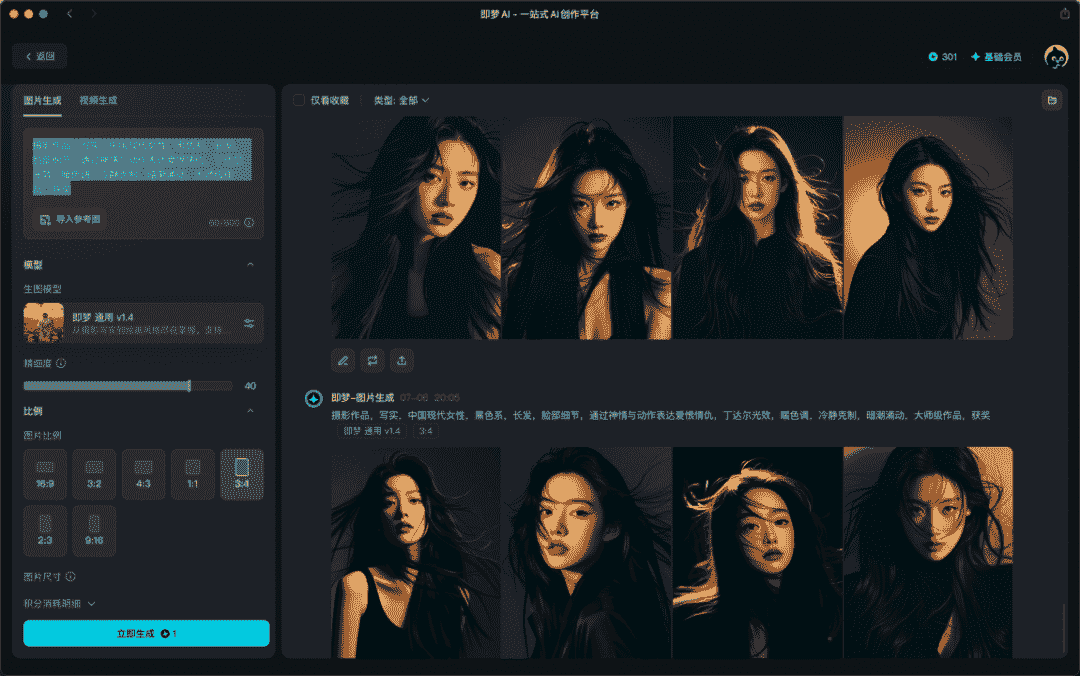 即梦AI - 一站式AI创作平台
返回
301
基础会员
图片生成 视频生成
导入参考图
模型
生图模型
即梦 通用 v1.4
精细度
40
比例
图片比例
16:9 3:2 4:3 1:1 3:4
2:3 9:16
图片尺寸
积分消耗明细
立即生成 1
仅看收藏 类型: 全部
即梦-图片生成 07-06 20:05
摄影作品、写实、中国现代女性、黑色系、长发、脸部细节、通过神情与动作表达爱恨情仇、丁达尔光效、暖色调、冷静克制、暗潮涌动、大师级作品、获奖
即梦 通用 v1.4 3:4